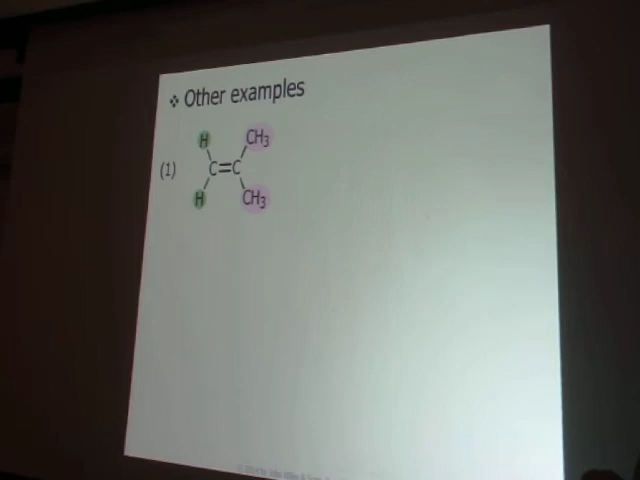 ❖ Other examples
H CH₃
(1) C=C
H CH₃